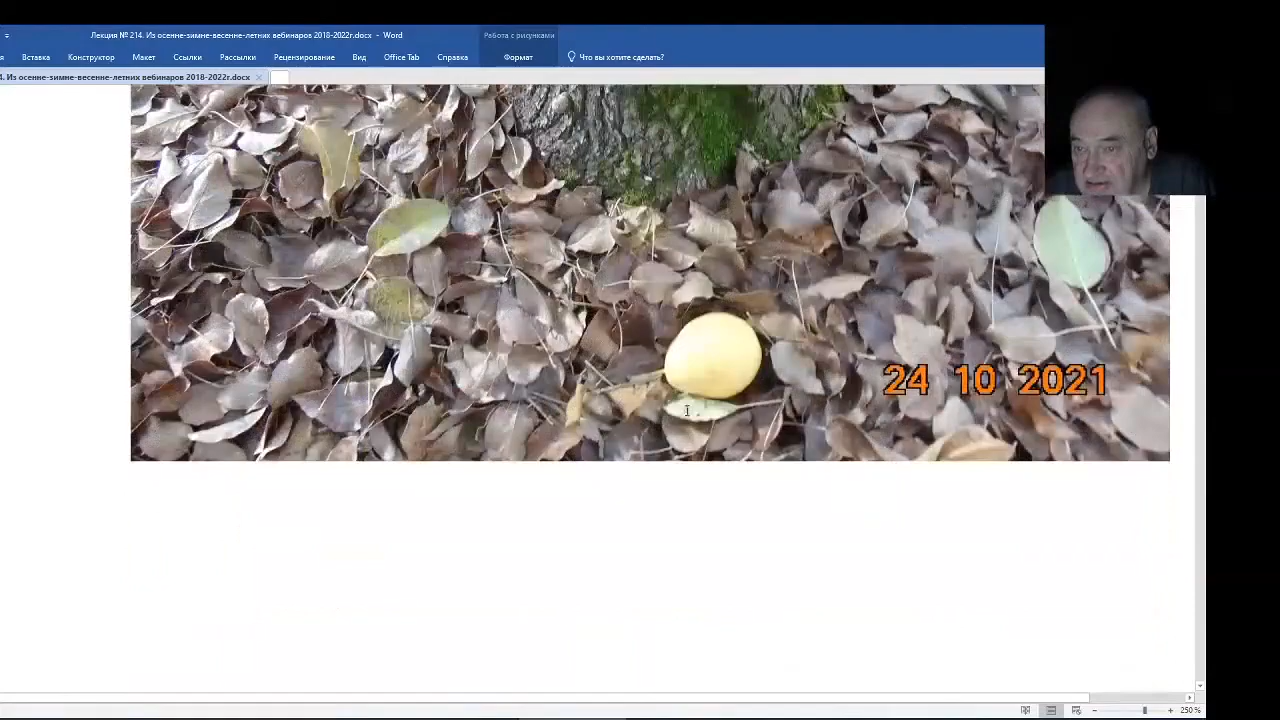 Лекция № 214. Из осенне-зимне-весенне-летних вебинаров 2018-2022г.docx - Word
Работа с рисунками
Вставка Конструктор Макет Ссылки Рассылки Рецензирование Вид Office Tab Справка Формат Что вы хотите сделать?
4. Из осенне-зимне-весенне-летних вебинаров 2018-2022г.docx
24 10 2021
250 %